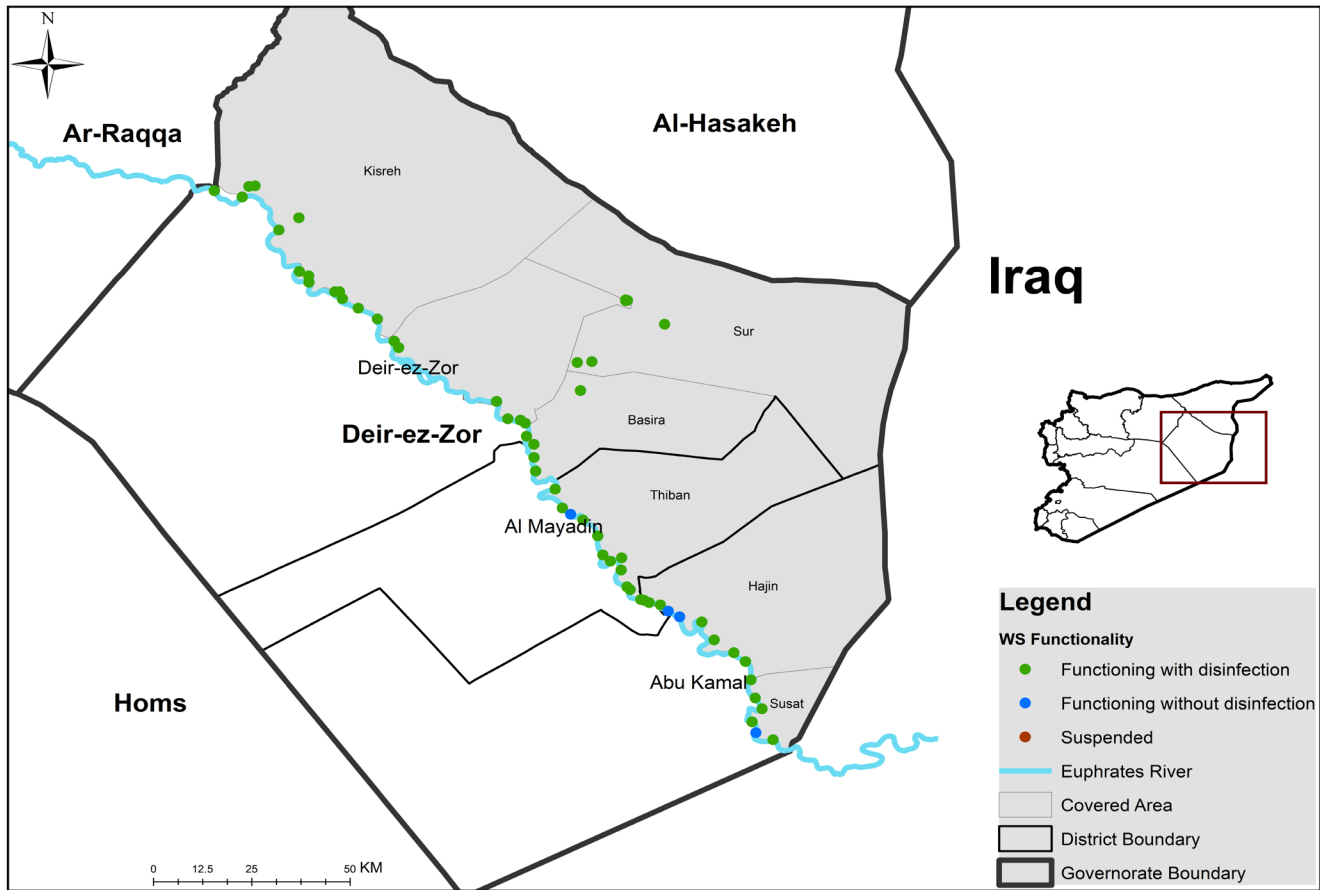 N
Ar-Raqqa
Al-Hasakeh
Kisreh
Iraq
Sur
Deir-ez-Zor
Basira
Deir-ez-Zor
Thiban
Al Mayadin
Hajin
Abu Kamal
Susat
Homs
0 12.5 25 50 KM
Legend
WS Functionality
Functioning with disinfection
Functioning without disinfection
Suspended
Euphrates River
Covered Area
District Boundary
Governorate Boundary